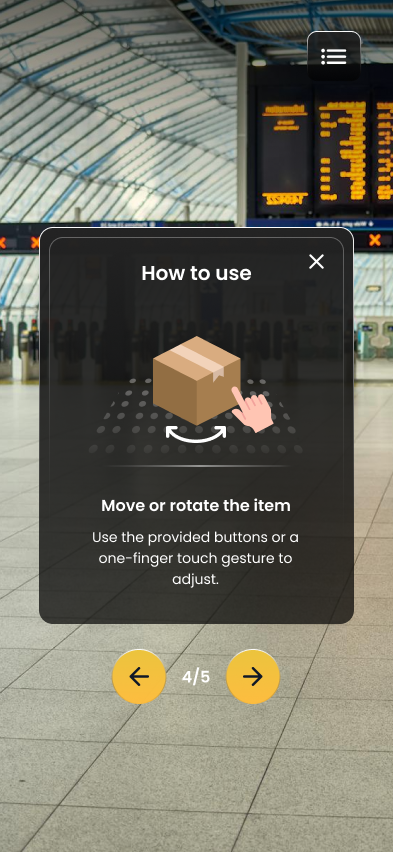 How to use
Move or rotate the item
Use the provided buttons or a
one-finger touch gesture to
adjust.
4/5